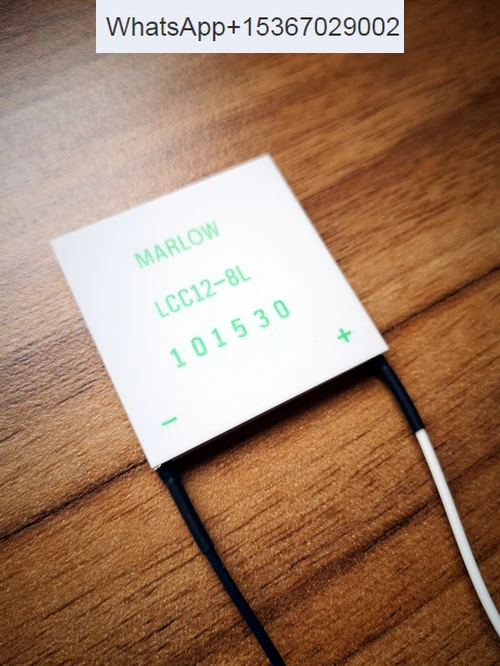 WhatsApp+15367029002
MARLOW
LCC12-8L
101530
+
-